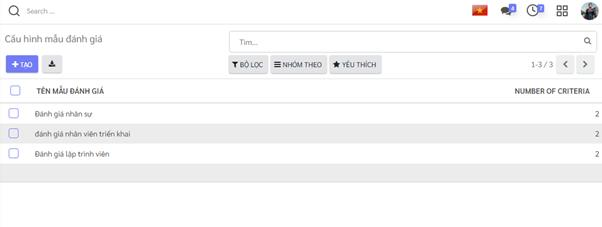 Search ...
4
7
Cấu hình mẫu đánh giá
Tìm...
+ TẠO
BỘ LỌC
NHÓM THEO
YÊU THÍCH
1-3 / 3
TÊN MẪU ĐÁNH GIÁ NUMBER OF CRITERIA
Đánh giá nhân sự 2
đánh giá nhân viên triển khai 2
Đánh giá lập trình viên 2